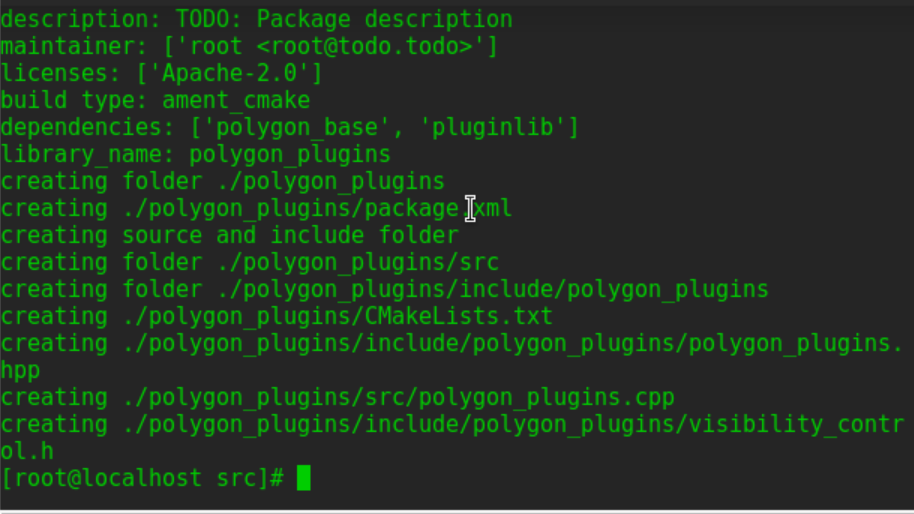 description: TODO: Package description
maintainer: ['root <root@todo.todo>']
licenses: ['Apache-2.0']
build type: ament_cmake
dependencies: ['polygon_base', 'pluginlib']
library_name: polygon_plugins
creating folder ./polygon_plugins
creating ./polygon_plugins/package.xml
creating source and include folder
creating folder ./polygon_plugins/src
creating folder ./polygon_plugins/include/polygon_plugins
creating ./polygon_plugins/CMakeLists.txt
creating ./polygon_plugins/include/polygon_plugins/polygon_plugins.
hpp
creating ./polygon_plugins/src/polygon_plugins.cpp
creating ./polygon_plugins/include/polygon_plugins/visibility_contr
ol.h
[root@localhost src]#